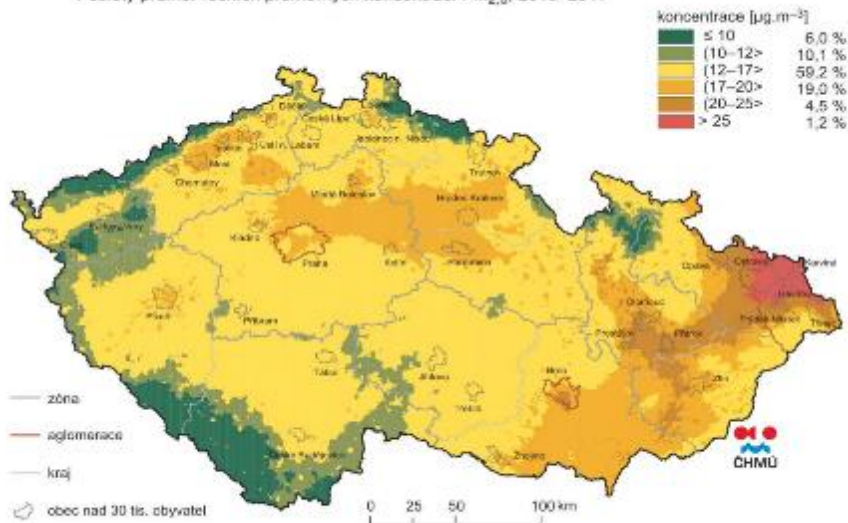 koncentrace [µg.m⁻³]
≤ 10 6,0 %
(10–12> 10,1 %
(12–17> 59,2 %
(17–20> 19,0 %
(20–25> 4,5 %
> 25 1,2 %
Děčín
Česká Lípa
Liberec
Ústí n. Labem
Jablonec n. Nisou
Teplice
Most
Chomutov
Trutnov
Mladá Boleslav
Hradec Králové
Karlovy Vary
Kladno
Praha
Kolín
Pardubice
Opava
Ostrava
Karviná
Havířov
Plzeň
Příbram
Olomouc
Frýdek-Místek
Třinec
Prostějov
Přerov
Tábor
Jihlava
Brno
Zlín
Třebíč
zóna
aglomerace
České Budějovice
Znojmo
ČHMÚ
kraj
obec nad 30 tis. obyvatel
0 25 50 100 km